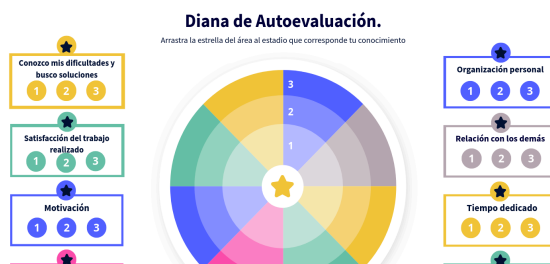 Diana de Autoevaluación.
Arrastra la estrella del área al estadio que corresponde tu conocimiento
Conozco mis dificultades y
busco soluciones
1 2 3
Satisfacción del trabajo
realizado
1 2 3
Motivación
1 2 3
3
2
1
Organización personal
1 2 3
Relación con los demás
1 2 3
Tiempo dedicado
1 2 3